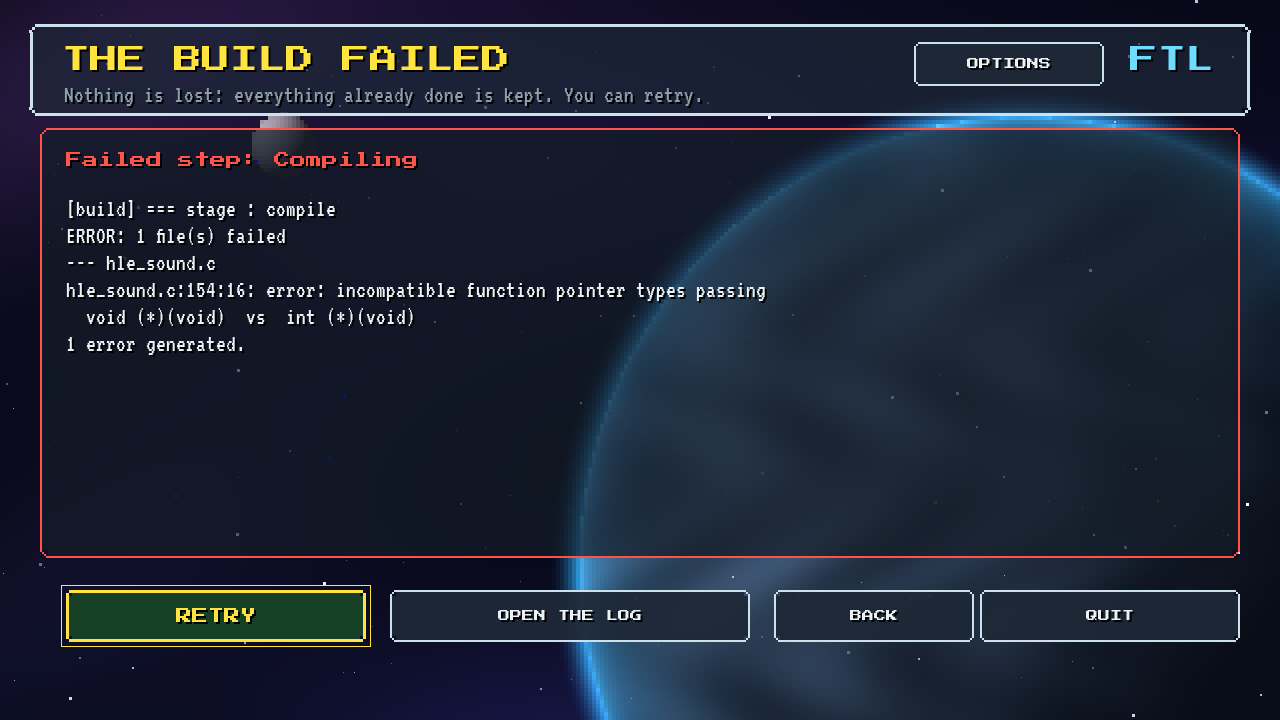 THE BUILD FAILED
OPTIONS
FTL
Nothing is lost: everything already done is kept. You can retry.
Failed step: Compiling
[build] === stage : compile
ERROR: 1 file(s) failed
--- hle_sound.c
hle_sound.c:154:16: error: incompatible function pointer types passing
  void (*)(void)  vs  int (*)(void)
1 error generated.
RETRY
OPEN THE LOG
BACK
QUIT